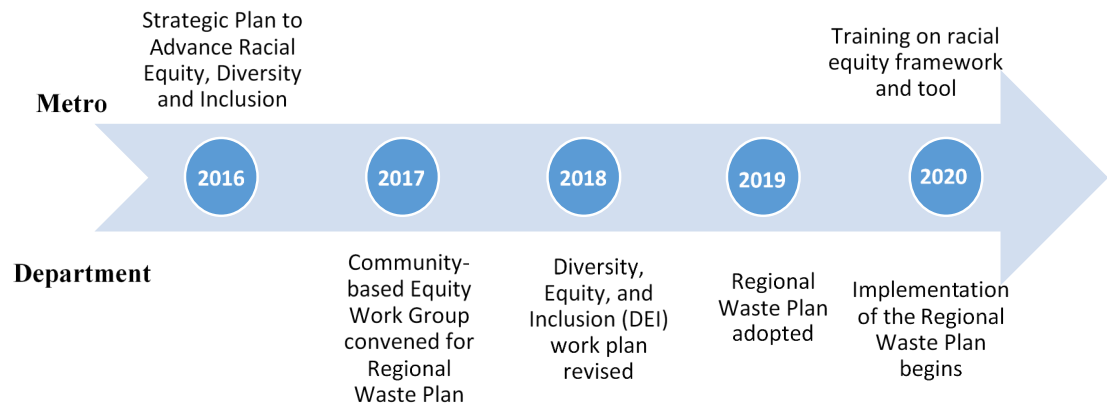 Strategic Plan to
Advance Racial
Equity, Diversity
and Inclusion
Training on racial
equity framework
and tool
Metro
2016
2017
2018
2019
2020
Department
Community-
based Equity
Work Group
convened for
Regional
Waste Plan
Diversity,
Equity, and
Inclusion (DEI)
work plan
revised
Regional
Waste Plan
adopted
Implementation
of the Regional
Waste Plan
begins